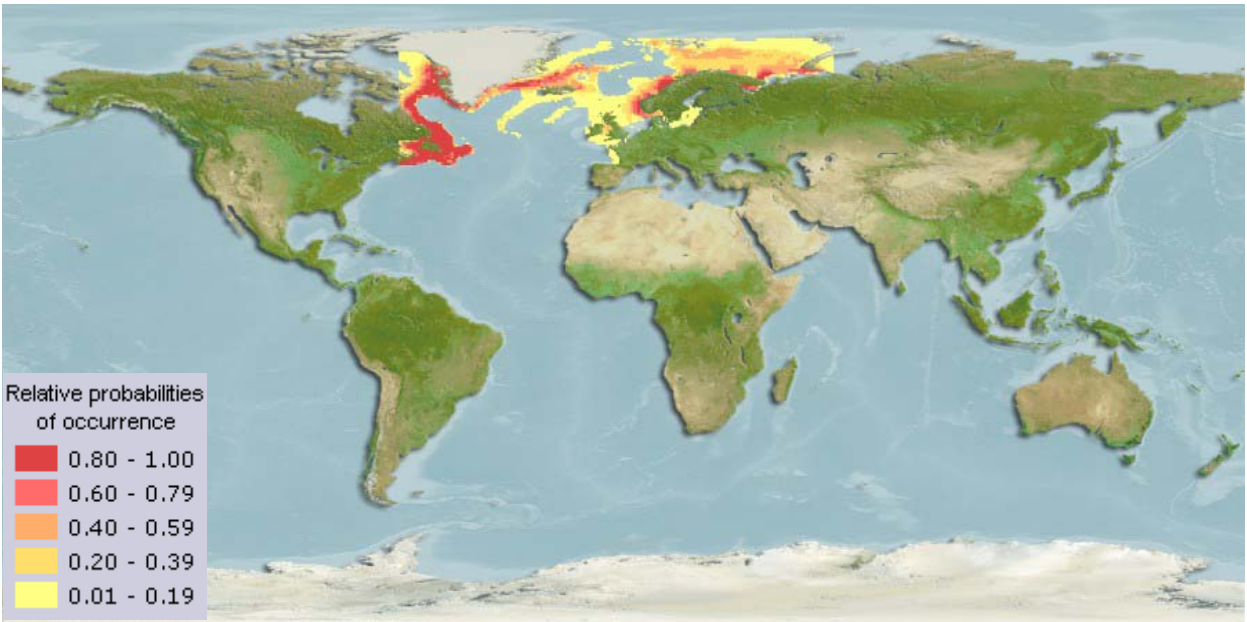 Relative probabilities
of occurrence
0.80 - 1.00
0.60 - 0.79
0.40 - 0.59
0.20 - 0.39
0.01 - 0.19